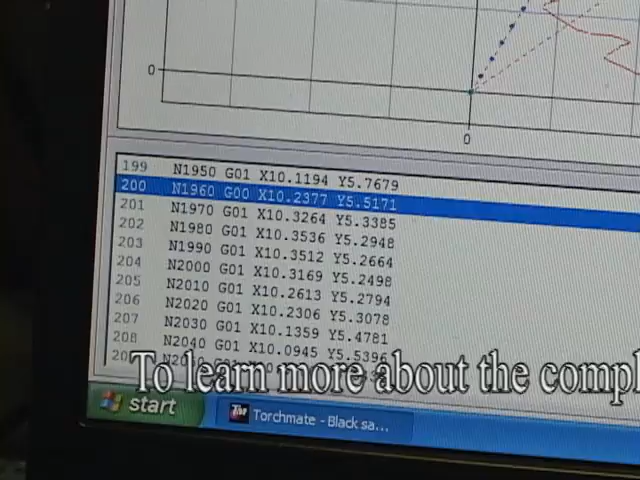 0
0
199 N1950 G01 X10.1194 Y5.7679
200 N1960 G00 X10.2377 Y5.5171
201 N1970 G01 X10.3264 Y5.3385
202 N1980 G01 X10.3536 Y5.2948
203 N1990 G01 X10.3512 Y5.2664
204 N2000 G01 X10.3169 Y5.2498
205 N2010 G01 X10.2613 Y5.2794
206 N2020 G01 X10.2306 Y5.3078
207 N2030 G01 X10.1359 Y5.4781
208 N2040 G01 X10.0945 Y5.5396
To learn more about the compl
start
Torchmate - Black sa...